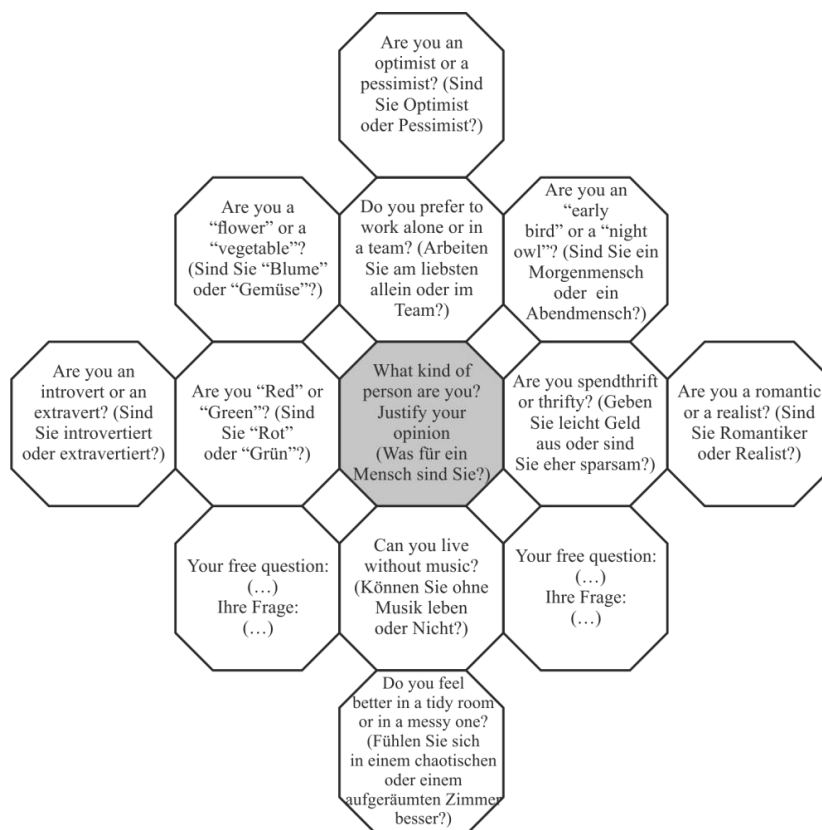 Are you an
optimist or a
pessimist? (Sind
Sie Optimist
oder Pessimist?)
Are you a
“flower” or a
“vegetable”?
(Sind Sie “Blume”
oder “Gemüse”?)
Do you prefer to
work alone or in
a team? (Arbeiten
Sie am liebsten
allein oder im
Team?)
Are you an
“early
bird” or a “night
owl”? (Sind Sie ein
Morgenmensch
oder ein
Abendmensch?)
Are you an
introvert or an
extravert? (Sind
Sie introvertiert
oder extravertiert?)
Are you “Red” or
“Green”? (Sind
Sie “Rot”
oder “Grün”?)
What kind of
person are you?
Justify your
opinion
(Was für ein
Mensch sind Sie?)
Are you spendthrift
or thrifty? (Geben
Sie leicht Geld
aus oder sind
Sie eher sparsam?)
Are you a romantic
or a realist? (Sind
Sie Romantiker
oder Realist?)
Your free question:
(…)
Ihre Frage:
(…)
Can you live
without music?
(Können Sie ohne
Musik leben
oder Nicht?)
Your free question:
(…)
Ihre Frage:
(…)
Do you feel
better in a tidy room
or in a messy one?
(Fühlen Sie sich
in einem chaotischen
oder einem
aufgeräumten Zimmer
besser?)